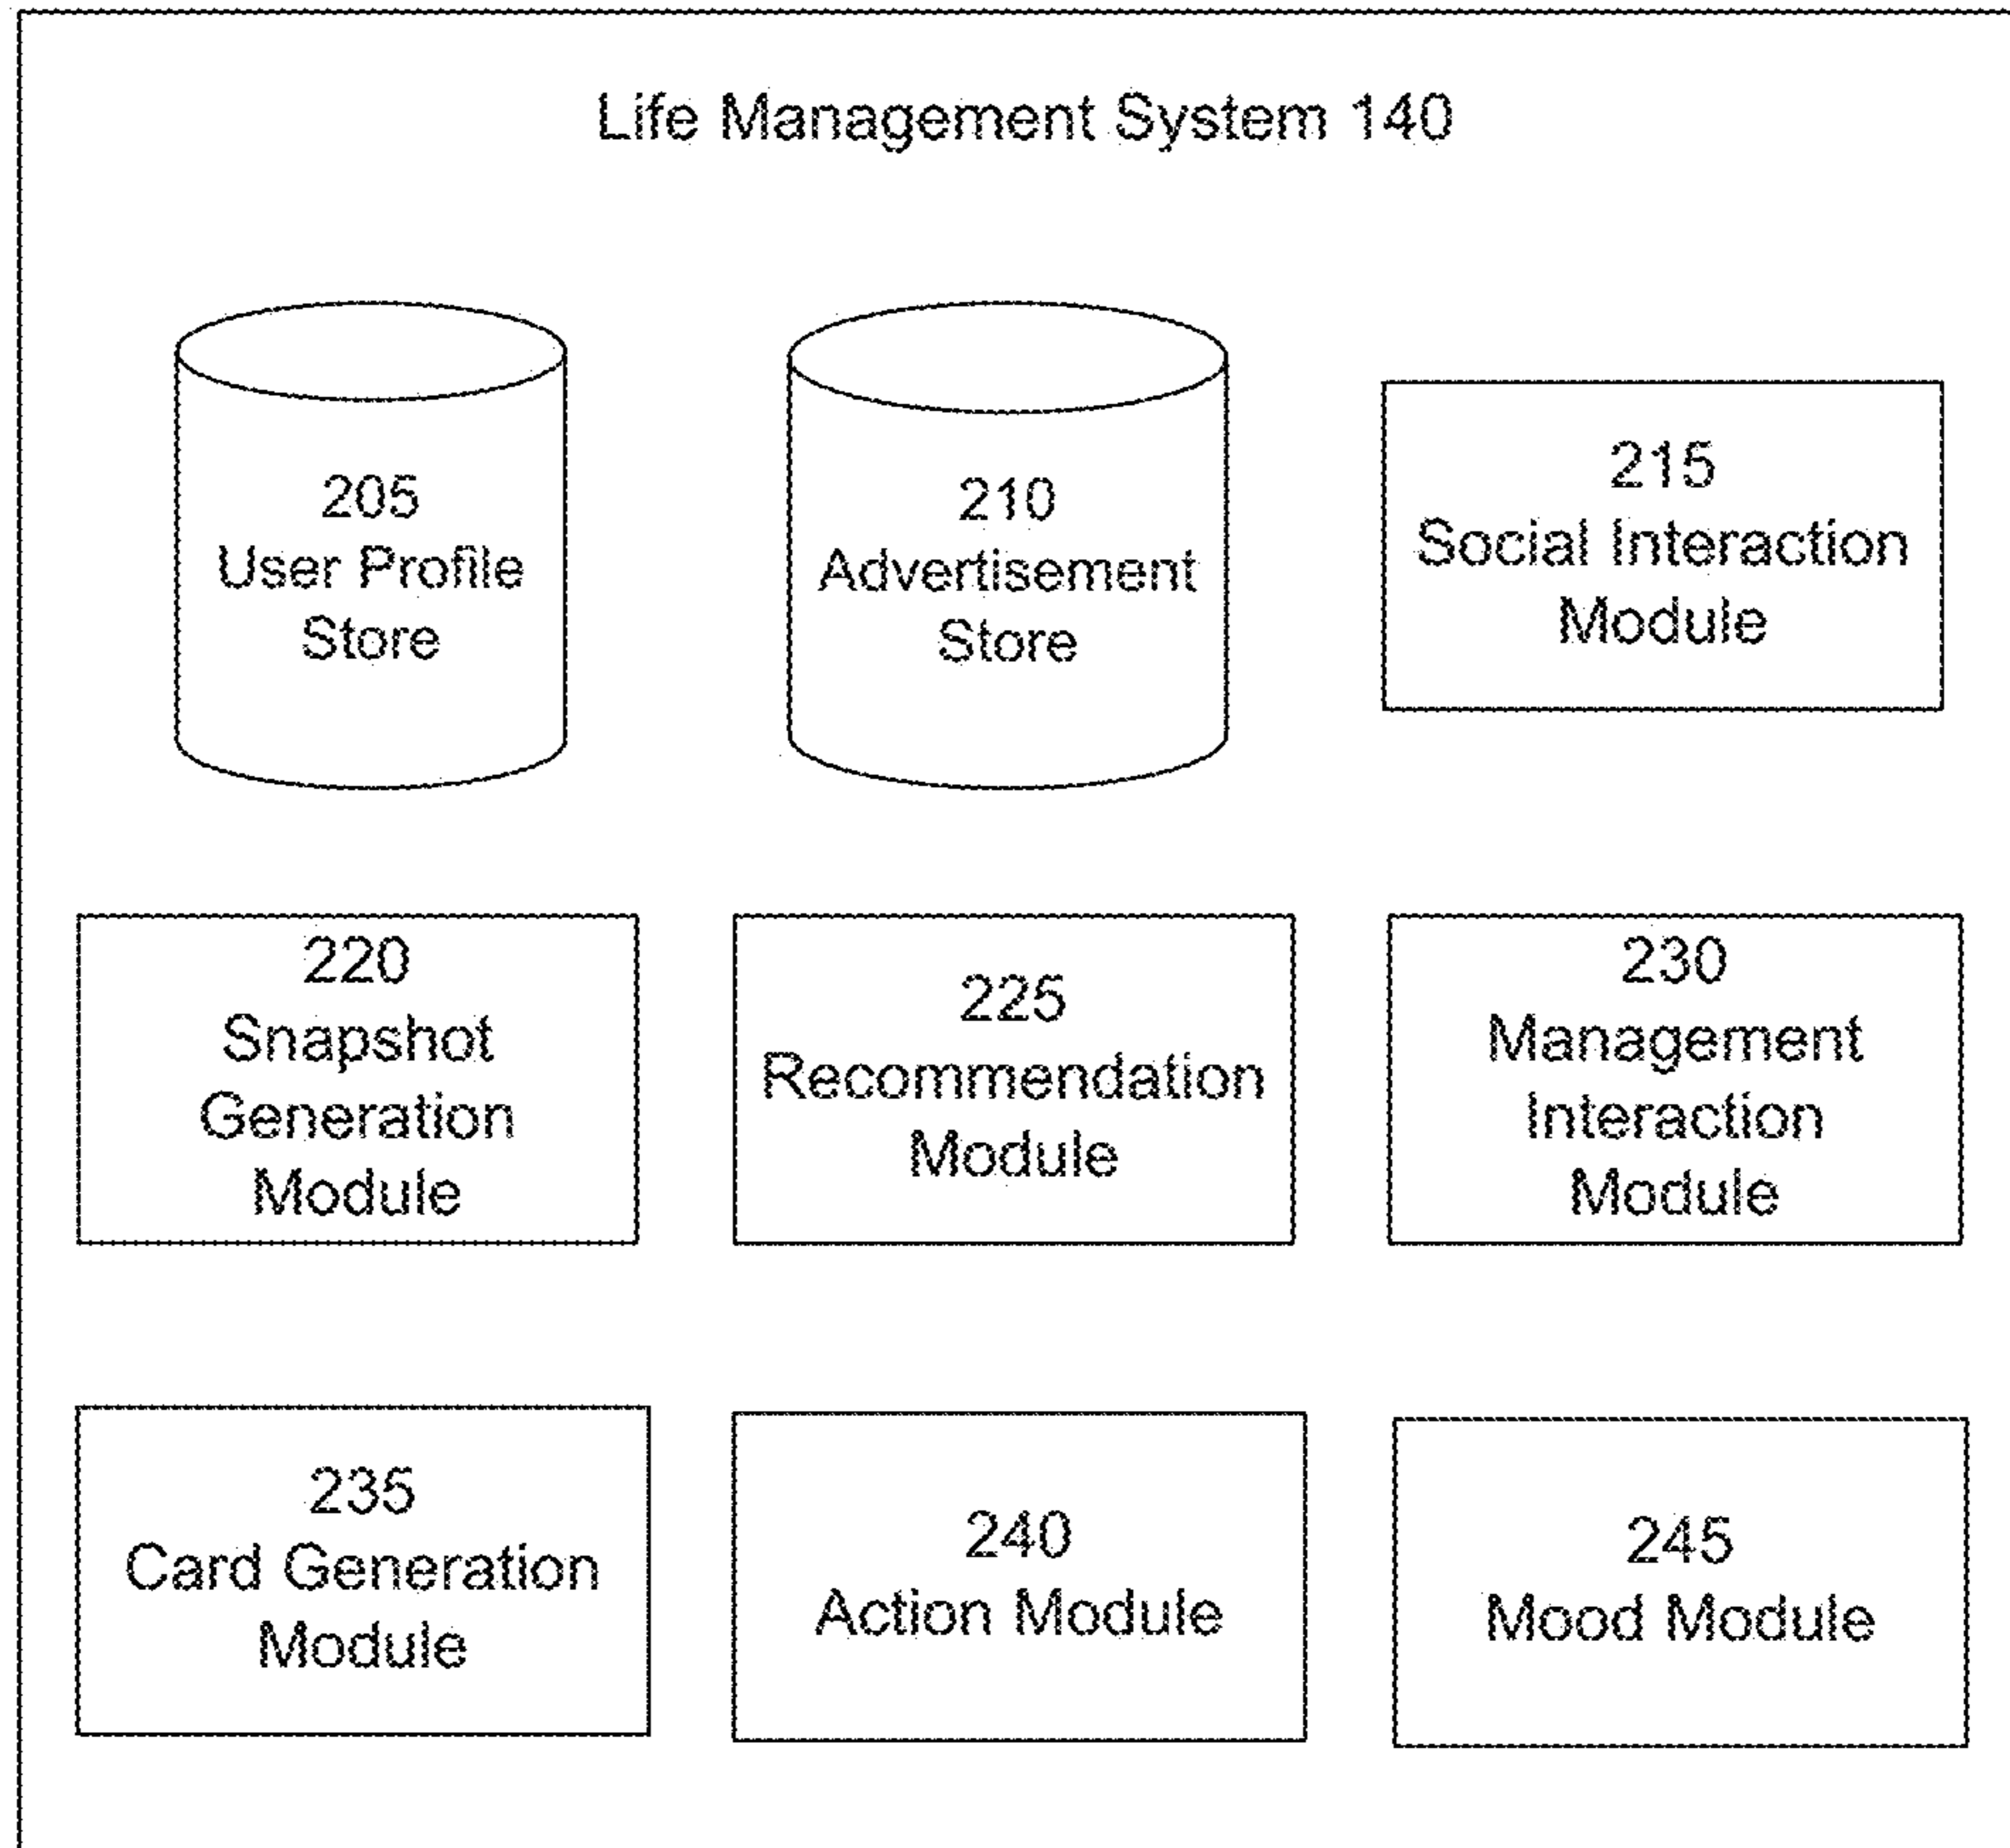 Life Management System 140
205
User Profile
Store
210
Advertisement
Store
215
Social Interaction
Module
220
Snapshot
Generation
Module
225
Recommendation
Module
230
Management
Interaction
Module
235
Card Generation
Module
240
Action Module
245
Mood Module